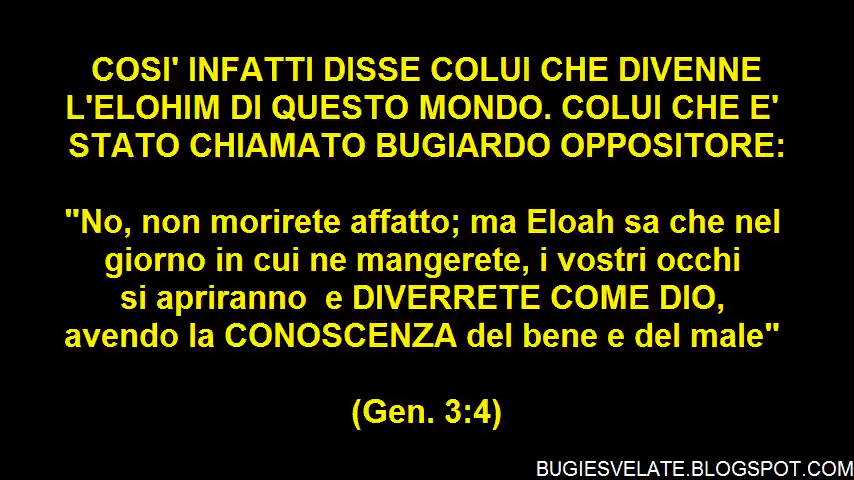 COSI' INFATTI DISSE COLUI CHE DIVENNE
L'ELOHIM DI QUESTO MONDO. COLUI CHE E'
STATO CHIAMATO BUGIARDO OPPOSITORE:
"No, non morirete affatto; ma Eloah sa che nel
giorno in cui ne mangerete, i vostri occhi
si apriranno e DIVERRETE COME DIO,
avendo la CONOSCENZA del bene e del male"
(Gen. 3:4)
BUGIESVELATE.BLOGSPOT.COM